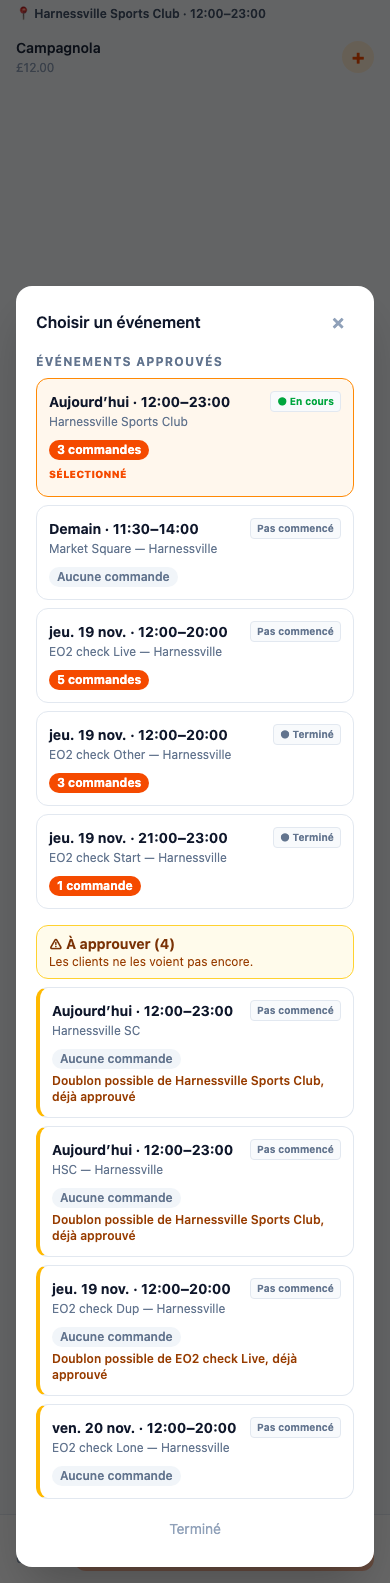 📍 Harnessville Sports Club · 12:00–23:00
Campagnola
£12.00
+
Choisir un événement
×
ÉVÉNEMENTS APPROUVÉS
Aujourd’hui · 12:00–23:00
En cours
Harnessville Sports Club
3 commandes
SÉLECTIONNÉ
Demain · 11:30–14:00
Pas commencé
Market Square — Harnessville
Aucune commande
jeu. 19 nov. · 12:00–20:00
Pas commencé
EO2 check Live — Harnessville
5 commandes
jeu. 19 nov. · 12:00–20:00
Terminé
EO2 check Other — Harnessville
3 commandes
jeu. 19 nov. · 21:00–23:00
Terminé
EO2 check Start — Harnessville
1 commande
⚠ À approuver (4)
Les clients ne les voient pas encore.
Aujourd’hui · 12:00–23:00
Pas commencé
Harnessville SC
Aucune commande
Doublon possible de Harnessville Sports Club,
déjà approuvé
Aujourd’hui · 12:00–23:00
Pas commencé
HSC — Harnessville
Aucune commande
Doublon possible de Harnessville Sports Club,
déjà approuvé
jeu. 19 nov. · 12:00–20:00
Pas commencé
EO2 check Dup — Harnessville
Aucune commande
Doublon possible de EO2 check Live, déjà
approuvé
ven. 20 nov. · 12:00–20:00
Pas commencé
EO2 check Lone — Harnessville
Aucune commande
Terminé